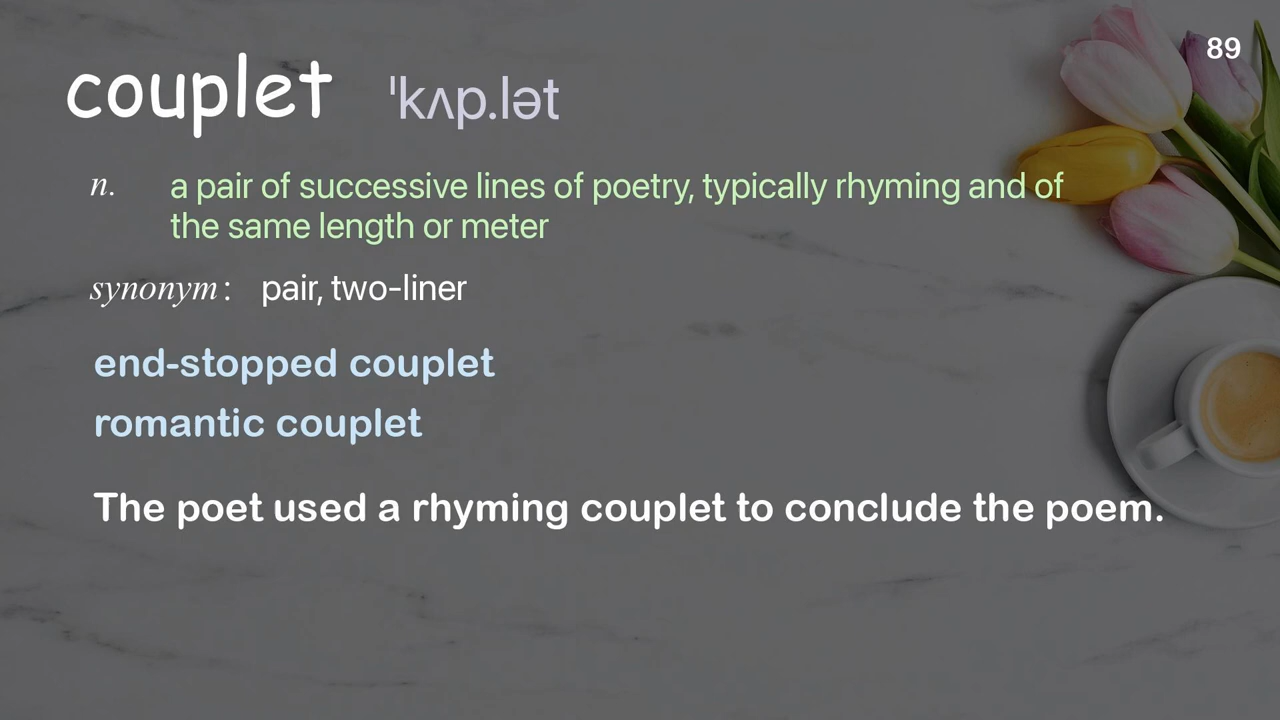 89
couplet ˈkʌp.lət
n. a pair of successive lines of poetry, typically rhyming and of
the same length or meter
synonym: pair, two-liner
end-stopped couplet
romantic couplet
The poet used a rhyming couplet to conclude the poem.